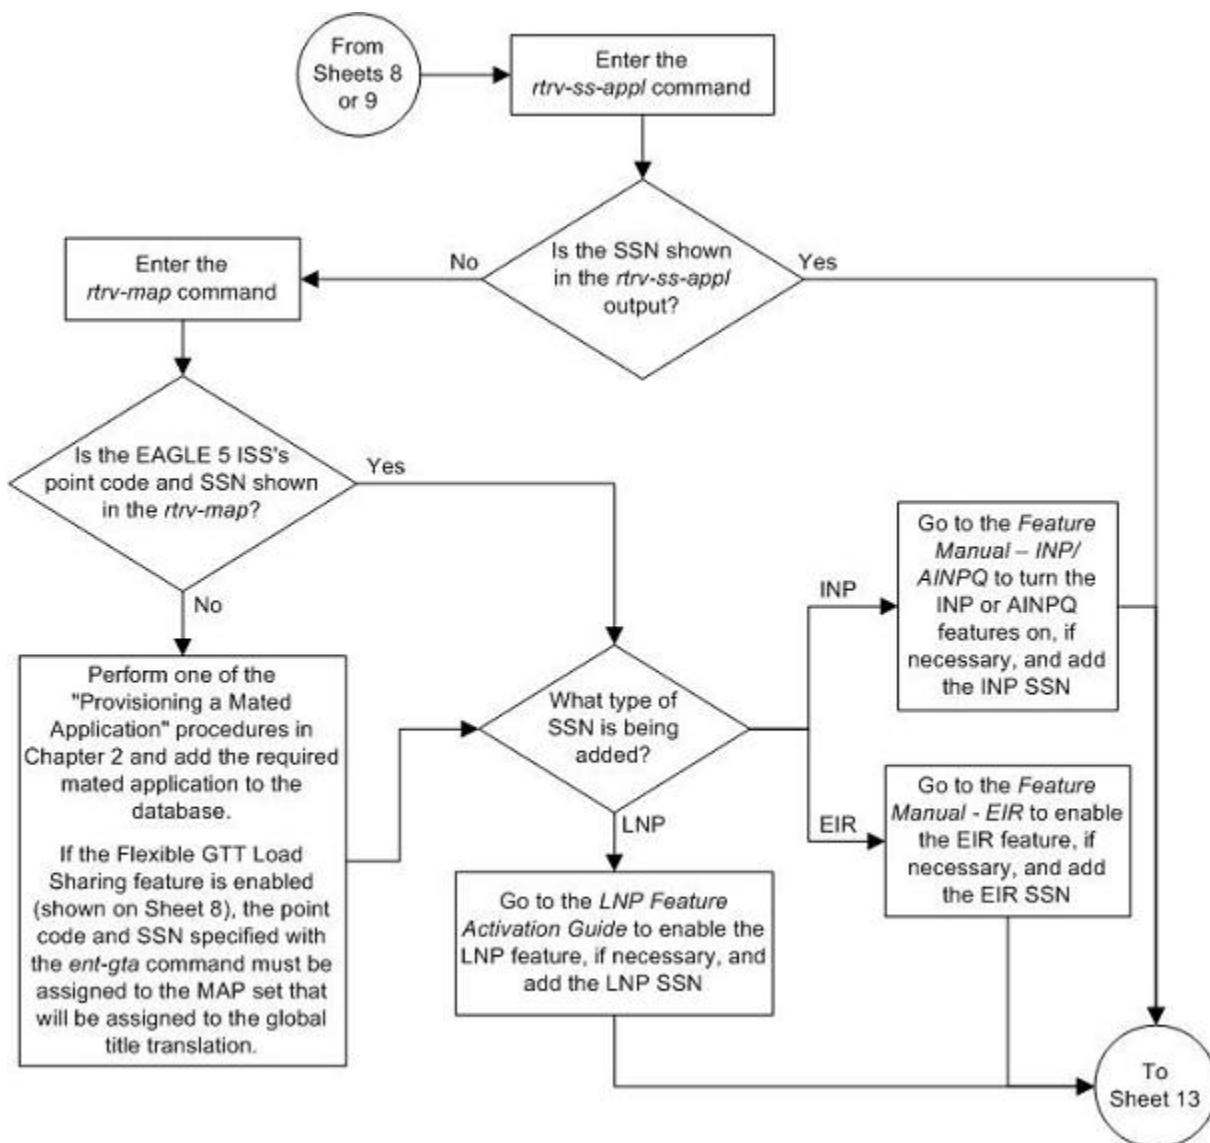 From
Sheets 8
or 9
Enter the
rtrv-ss-appl command
Is the SSN shown
in the rtrv-ss-appl
output?
No
Yes
Enter the
rtrv-map command
Is the EAGLE 5 ISS's
point code and SSN shown
in the rtrv-map?
Yes
No
Perform one of the
"Provisioning a Mated
Application" procedures in
Chapter 2 and add the required
mated application to the
database.
If the Flexible GTT Load
Sharing feature is enabled
(shown on Sheet 8), the point
code and SSN specified with
the ent-gta command must be
assigned to the MAP set that
will be assigned to the global
title translation.
What type of
SSN is being
added?
INP
Go to the Feature
Manual – INP/
AINPQ to turn the
INP or AINPQ
features on, if
necessary, and add
the INP SSN
EIR
Go to the Feature
Manual - EIR to enable
the EIR feature, if
necessary, and add
the EIR SSN
LNP
Go to the LNP Feature
Activation Guide to enable the
LNP feature, if necessary, and
add the LNP SSN
To
Sheet 13